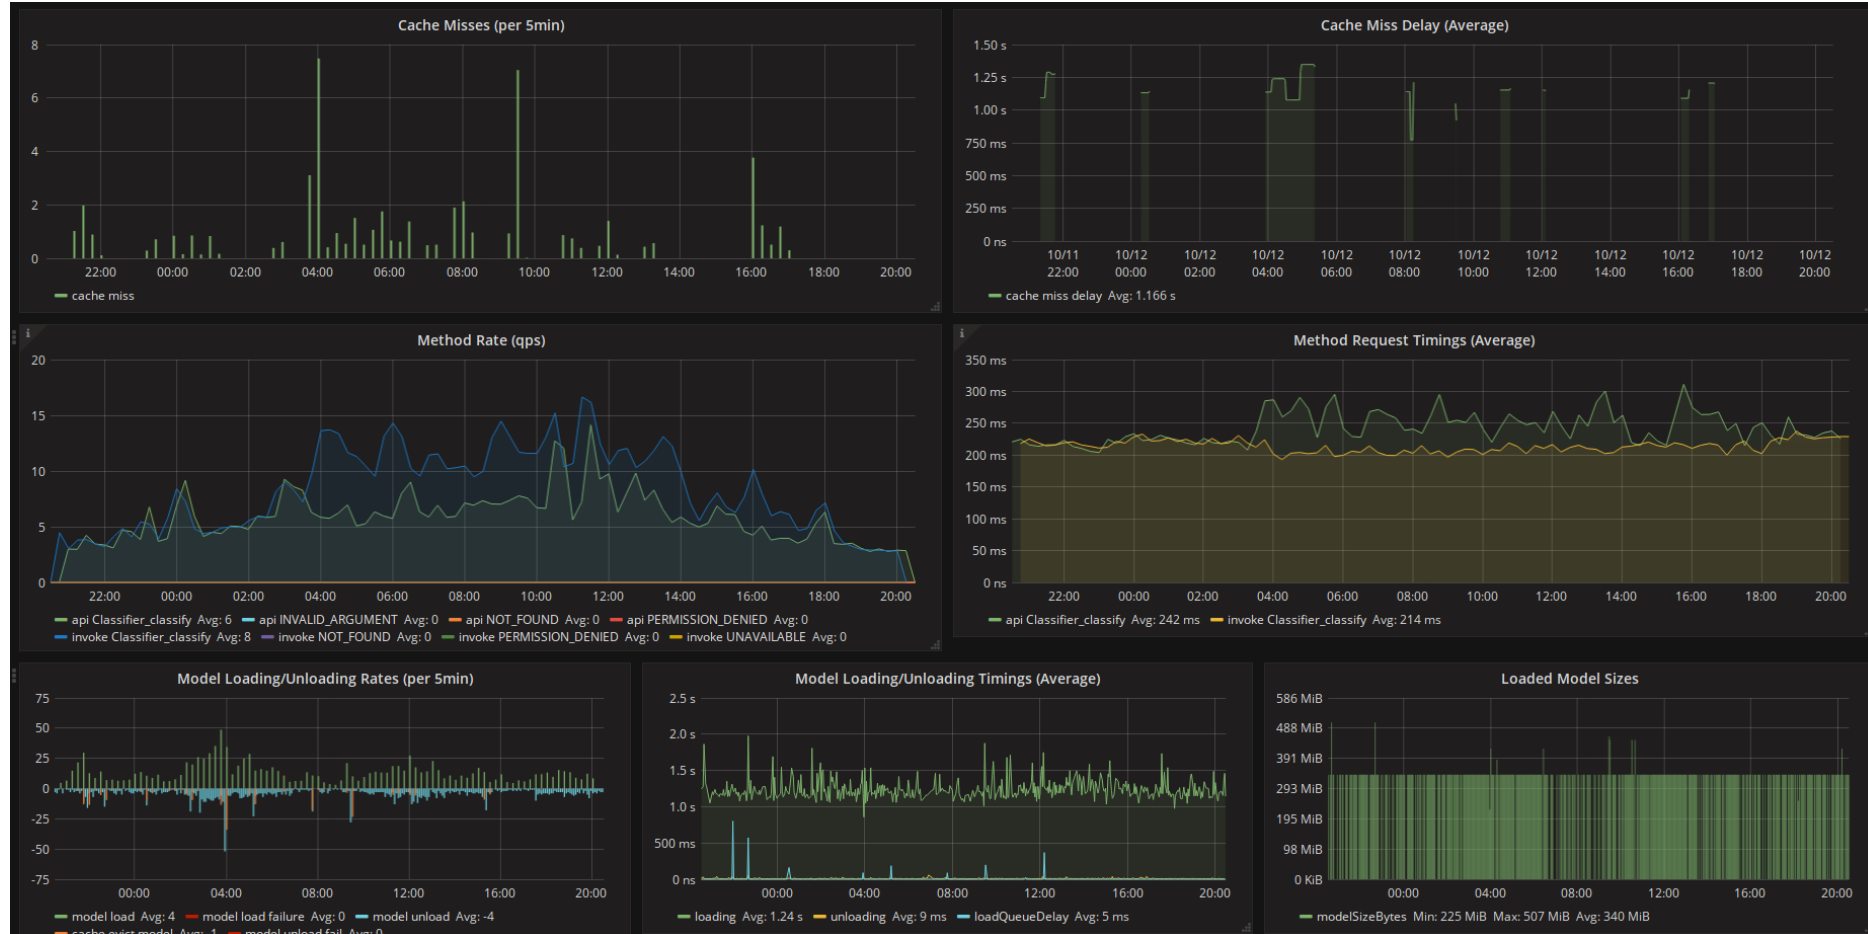 Cache Misses (per 5min)
8
6
4
2
0
22:00 00:00 02:00 04:00 06:00 08:00 10:00 12:00 14:00 16:00 18:00 20:00
cache miss
Cache Miss Delay (Average)
1.50 s
1.25 s
1.00 s
750 ms
500 ms
250 ms
0 ns
10/11 10/12 10/12 10/12 10/12 10/12 10/12 10/12 10/12 10/12 10/12 10/12
22:00 00:00 02:00 04:00 06:00 08:00 10:00 12:00 14:00 16:00 18:00 20:00
cache miss delay Avg: 1.166 s
i
Method Rate (qps)
20
15
10
5
0
22:00 00:00 02:00 04:00 06:00 08:00 10:00 12:00 14:00 16:00 18:00 20:00
api Classifier_classify Avg: 6 api INVALID_ARGUMENT Avg: 0 api NOT_FOUND Avg: 0 api PERMISSION_DENIED Avg: 0
invoke Classifier_classify Avg: 8 invoke NOT_FOUND Avg: 0 invoke PERMISSION_DENIED Avg: 0 invoke UNAVAILABLE Avg: 0
i
Method Request Timings (Average)
350 ms
300 ms
250 ms
200 ms
150 ms
100 ms
50 ms
0 ns
22:00 00:00 02:00 04:00 06:00 08:00 10:00 12:00 14:00 16:00 18:00 20:00
api Classifier_classify Avg: 242 ms invoke Classifier_classify Avg: 214 ms
Model Loading/Unloading Rates (per 5min)
75
50
25
0
-25
-50
-75
00:00 04:00 08:00 12:00 16:00 20:00
model load Avg: 4 model load failure Avg: 0 model unload Avg: -4
cache evict model Avg: -1 model unload fail Avg: 0
Model Loading/Unloading Timings (Average)
2.5 s
2.0 s
1.5 s
1.0 s
500 ms
0 ns
00:00 04:00 08:00 12:00 16:00 20:00
loading Avg: 1.24 s unloading Avg: 9 ms loadQueueDelay Avg: 5 ms
Loaded Model Sizes
586 MiB
488 MiB
391 MiB
293 MiB
195 MiB
98 MiB
0 KiB
00:00 04:00 08:00 12:00 16:00 20:00
modelSizeBytes Min: 225 MiB Max: 507 MiB Avg: 340 MiB